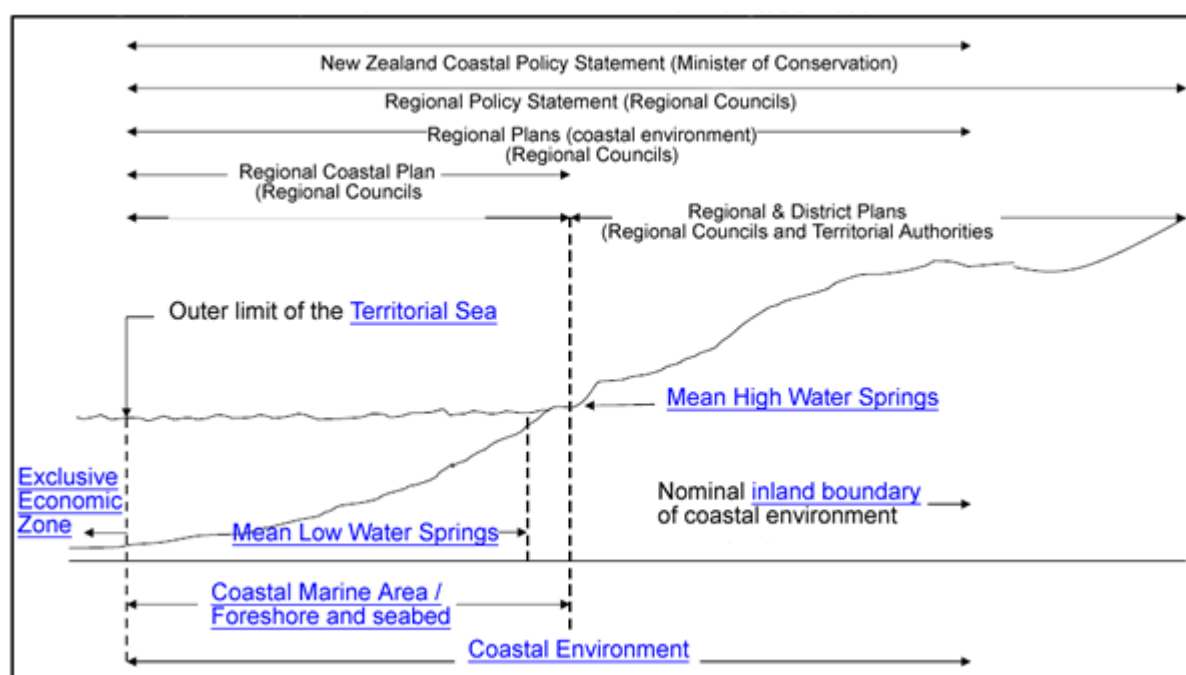 New Zealand Coastal Policy Statement (Minister of Conservation)
Regional Policy Statement (Regional Councils)
Regional Plans (coastal environment)
(Regional Councils)
Regional Coastal Plan
(Regional Councils
Regional & District Plans
(Regional Councils and Territorial Authorities
Outer limit of the Territorial Sea
Mean High Water Springs
Exclusive
Economic
Zone
Nominal inland boundary
of coastal environment
Mean Low Water Springs
Coastal Marine Area /
Foreshore and seabed
Coastal Environment